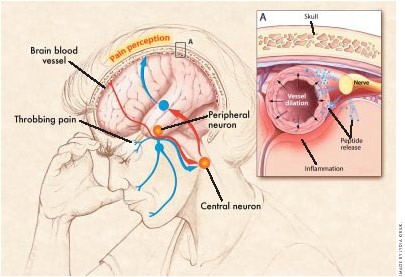 Pain perception
A
Brain blood
vessel
Throbbing pain
Peripheral
neuron
Central neuron
A
Skull
Nerve
Vessel
dilation
Peptide
release
Inflammation